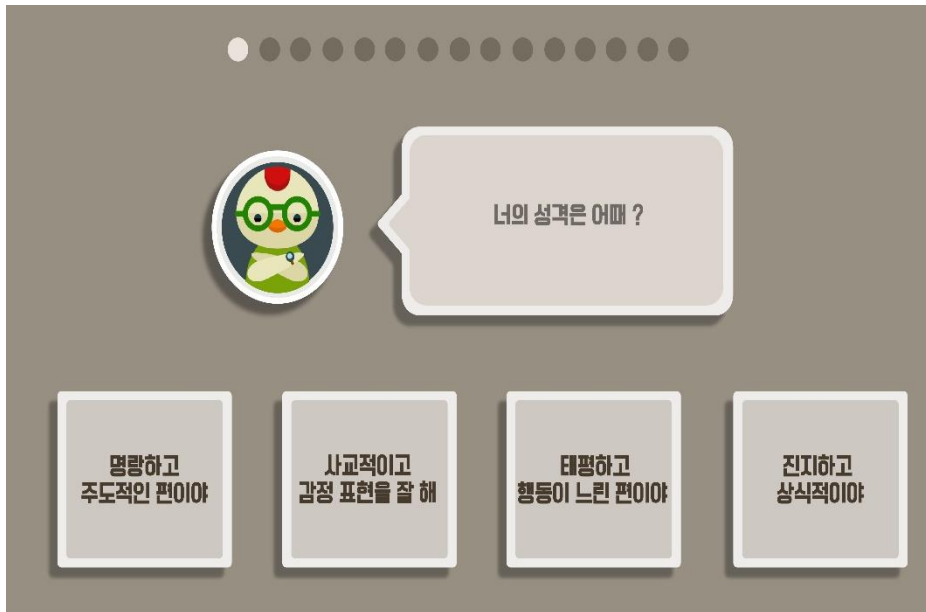 너의 성격은 어때 ?
명랑하고
주도적인 편이야
사교적이고
감정 표현을 잘 해
태평하고
행동이 느린 편이야
진지하고
상식적이야